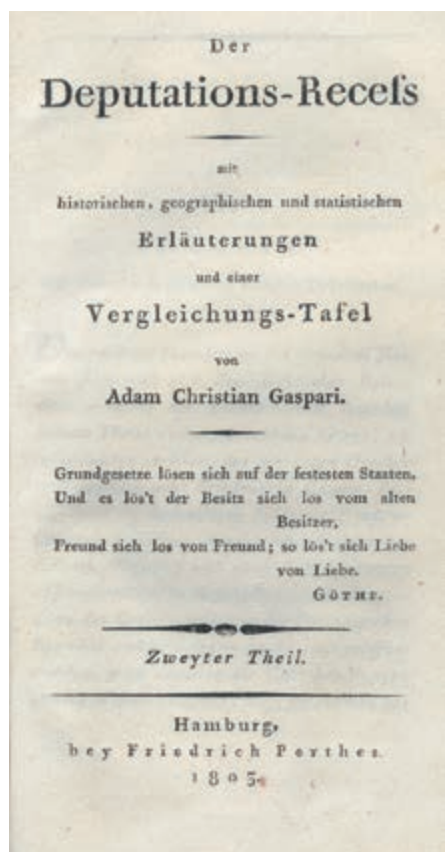 Der
Deputations-Receſs
mit
historischen, geographischen und statistischen
Erläuterungen
und einer
Vergleichungs-Tafel
von
Adam Christian Gaspari.
Grundgesetze lösen sich auf der festesten Staaten,
Und es lös't der Besitz sich los vom alten
Besitzer,
Freund sich los von Freund; so lös't sich Liebe
von Liebe.
GÖTHE.
Zweyter Theil.
Hamburg,
bey Friedrich Perthes.
1803.